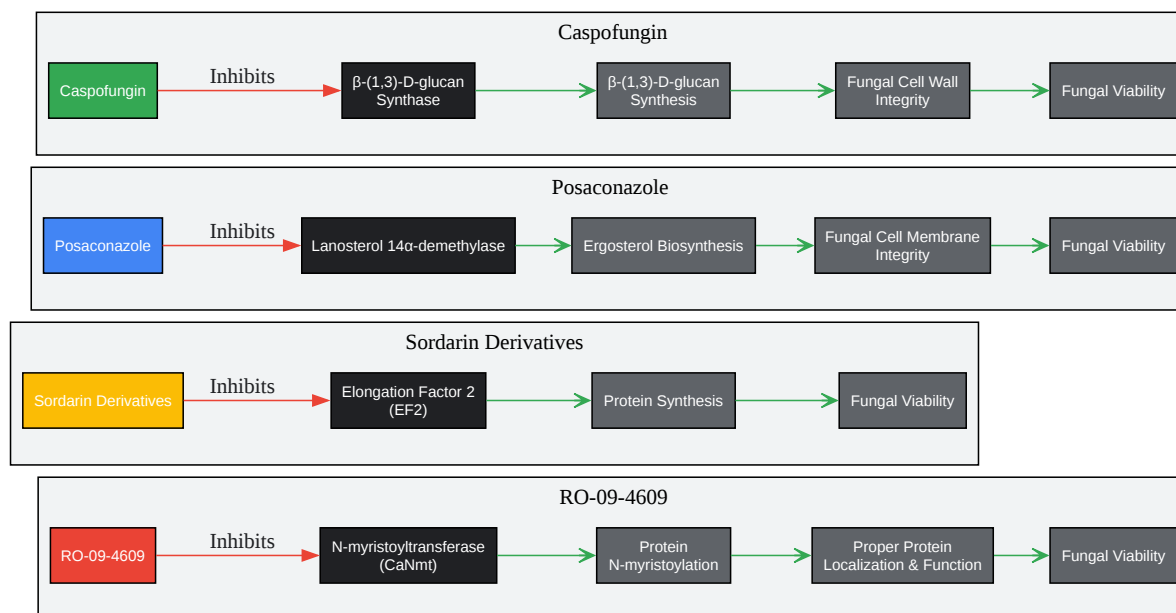 Caspofungin
Inhibits
Caspofungin
β-(1,3)-D-glucan
Synthase
β-(1,3)-D-glucan
Synthesis
Fungal Cell Wall
Integrity
Fungal Viability
Posaconazole
Inhibits
Posaconazole
Lanosterol 14α-demethylase
Ergosterol Biosynthesis
Fungal Cell Membrane
Integrity
Fungal Viability
Sordarin Derivatives
Inhibits
Sordarin Derivatives
Elongation Factor 2
(EF2)
Protein Synthesis
Fungal Viability
RO-09-4609
Inhibits
RO-09-4609
N-myristoyltransferase
(CaNmt)
Protein
N-myristoylation
Proper Protein
Localization & Function
Fungal Viability